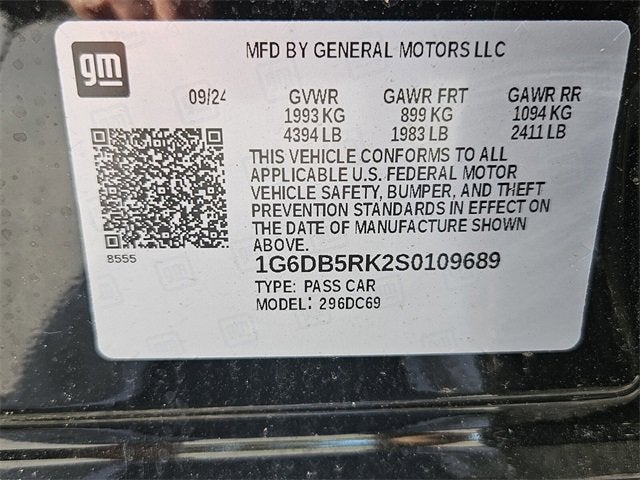 gm
MFD BY GENERAL MOTORS LLC
09/24 GVWR GAWR FRT GAWR RR
1993 KG 899 KG 1094 KG
4394 LB 1983 LB 2411 LB
THIS VEHICLE CONFORMS TO ALL
APPLICABLE U.S. FEDERAL MOTOR
VEHICLE SAFETY, BUMPER, AND THEFT
PREVENTION STANDARDS IN EFFECT ON
THE DATE OF MANUFACTURE SHOWN
ABOVE.
8555
1G6DB5RK2S0109689
TYPE: PASS CAR
MODEL: 296DC69